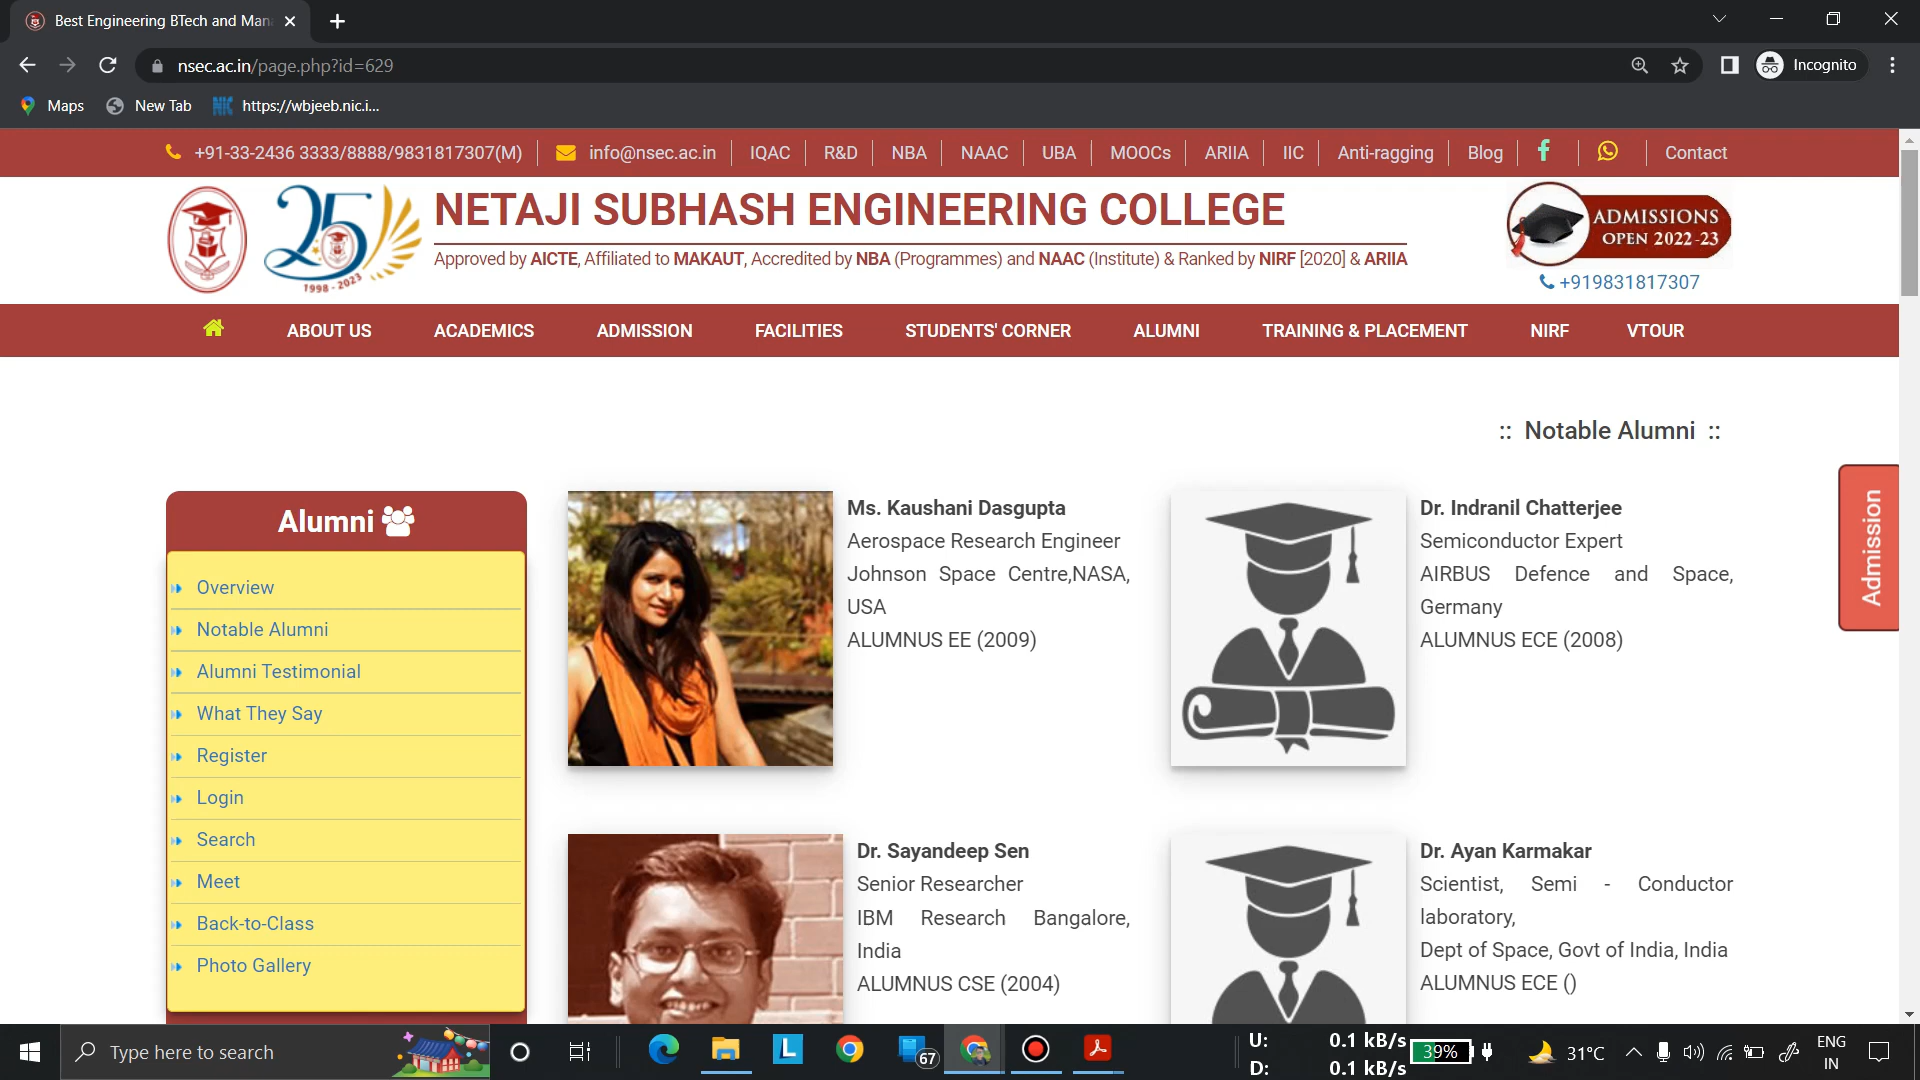 Best Engineering BTech and Man
nsec.ac.in/page.php?id=629
Incognito
Maps
New Tab
https://wbjeeb.nic.i...
+91-33-2436 3333/8888/9831817307(M)
info@nsec.ac.in
IQAC
R&D
NBA
NAAC
UBA
MOOCs
ARIIA
IIC
Anti-ragging
Blog
Contact
25
1998 - 2023
NETAJI SUBHASH ENGINEERING COLLEGE
Approved by AICTE, Affiliated to MAKAUT, Accredited by NBA (Programmes) and NAAC (Institute) & Ranked by NIRF [2020] & ARIIA
ADMISSIONS
OPEN 2022-23
+919831817307
ABOUT US
ACADEMICS
ADMISSION
FACILITIES
STUDENTS' CORNER
ALUMNI
TRAINING & PLACEMENT
NIRF
VTOUR
:: Notable Alumni ::
Admission
Alumni
Overview
Notable Alumni
Alumni Testimonial
What They Say
Register
Login
Search
Meet
Back-to-Class
Photo Gallery
Ms. Kaushani Dasgupta
Aerospace Research Engineer
Johnson Space Centre,NASA,
USA
ALUMNUS EE (2009)
Dr. Indranil Chatterjee
Semiconductor Expert
AIRBUS Defence and Space,
Germany
ALUMNUS ECE (2008)
Dr. Sayandeep Sen
Senior Researcher
IBM Research Bangalore,
India
ALUMNUS CSE (2004)
Dr. Ayan Karmakar
Scientist, Semi - Conductor
laboratory,
Dept of Space, Govt of India, India
ALUMNUS ECE ()
Type here to search
L
67
U: 0.1 kB/s
D: 0.1 kB/s
39%
31°C
ENG
IN